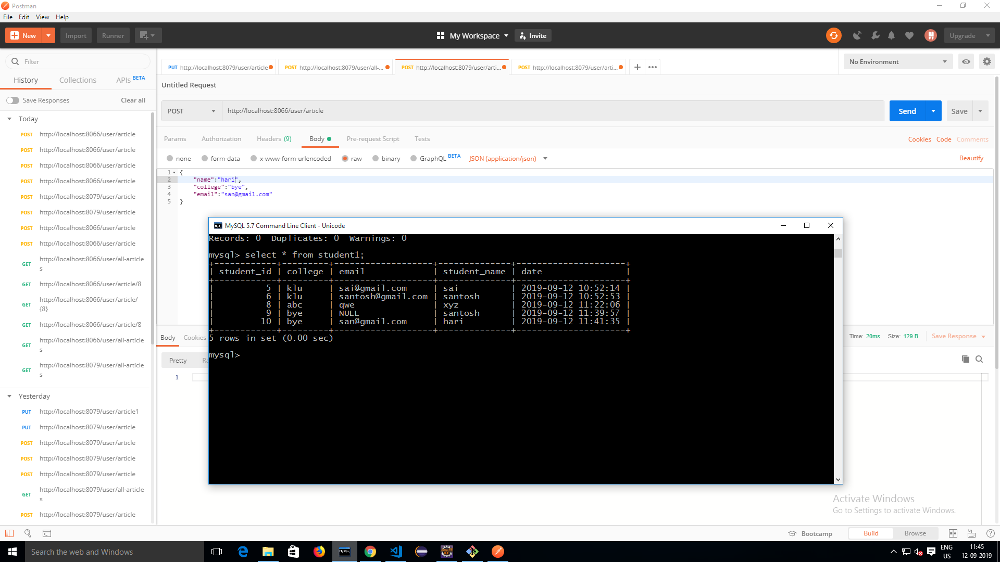 Postman
File Edit View Help
New Import Runner My Workspace Invite Upgrade
Filter
History Collections APIs BETA
Save Responses Clear all
Today
POST http://localhost:8066/user/article
POST http://localhost:8066/user/article
POST http://localhost:8066/user/article
POST http://localhost:8066/user/article
POST http://localhost:8079/user/article
POST http://localhost:8079/user/article
POST http://localhost:8066/user/article
POST http://localhost:8066/user/article
GET http://localhost:8066/user/all-article
s
GET http://localhost:8066/user/article/8
GET http://localhost:8066/user/article/
{8}
GET http://localhost:8066/user/article/8
GET http://localhost:8066/user/all-article
s
GET http://localhost:8079/user/all-article
s
Yesterday
PUT http://localhost:8079/user/article1
PUT http://localhost:8079/user/article
POST http://localhost:8079/user/article
POST http://localhost:8079/user/article
POST http://localhost:8079/user/article
GET http://localhost:8079/user/all-article
s
POST http://localhost:8079/user/article
PUT http://localhost:8079/user/article POST http://localhost:8079/user/all-... POST http://localhost:8079/user/arti... POST http://localhost:8079/user/arti... + •••
No Environment
Untitled Request
POST http://localhost:8066/user/article Send Save
Params Authorization Headers (9) Body Pre-request Script Tests Cookies Code Comments
none form-data x-www-form-urlencoded raw binary GraphQL BETA JSON (application/json) Beautify
1 {
2 "name":"hari",
3 "college":"bye",
4 "email":"san@gmail.com"
5 }
MySQL 5.7 Command Line Client - Unicode
Records: 0 Duplicates: 0 Warnings: 0
mysql> select * from student1;
+------------+---------+-------------------+--------------+---------------------+
| student_id | college | email | student_name | date |
+------------+---------+-------------------+--------------+---------------------+
| 5 | klu | sai@gmail.com | sai | 2019-09-12 10:52:14 |
| 6 | klu | santosh@gmail.com | santosh | 2019-09-12 10:52:53 |
| 8 | abc | qwe | xyz | 2019-09-12 11:22:06 |
| 9 | bye | NULL | santosh | 2019-09-12 11:39:57 |
| 10 | bye | san@gmail.com | hari | 2019-09-12 11:41:35 |
+------------+---------+-------------------+--------------+---------------------+
5 rows in set (0.00 sec)
mysql>
Body Cookies Time: 20ms Size: 129 B Save Response
Pretty Ra
1
Activate Windows
Go to Settings to activate Windows.
Bootcamp Build Browse
Search the web and Windows
ENG
US
11:45
12-09-2019